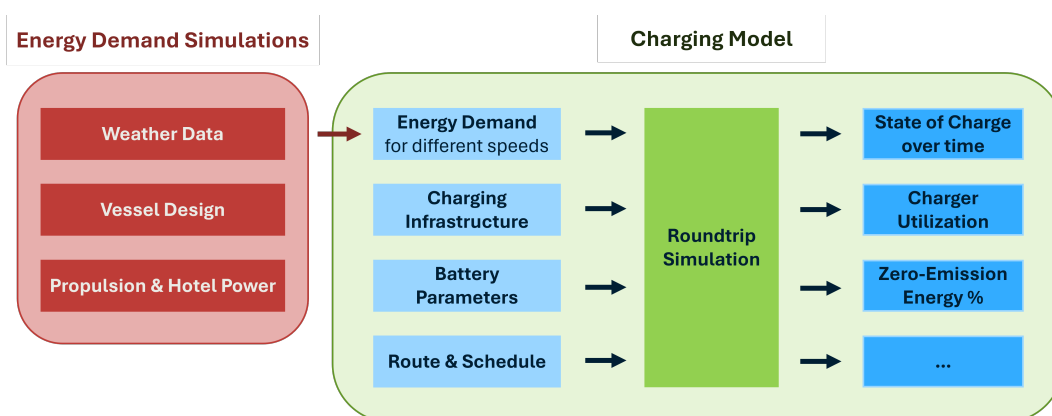 Energy Demand Simulations
Charging Model
Weather Data
Vessel Design
Propulsion & Hotel Power
Energy Demand
for different speeds
Charging
Infrastructure
Battery
Parameters
Route & Schedule
Roundtrip
Simulation
State of Charge
over time
Charger
Utilization
Zero-Emission
Energy %
...